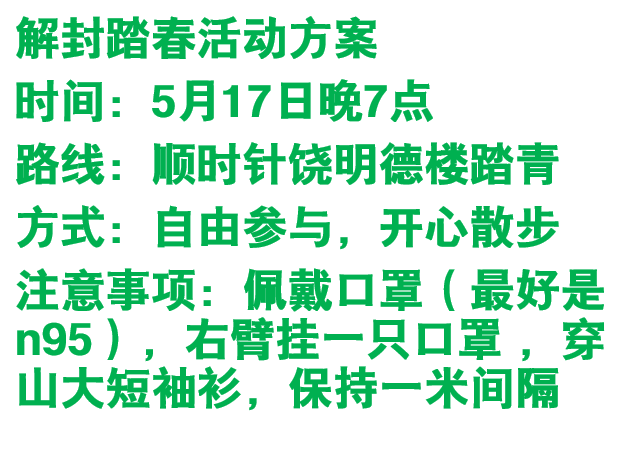 解封踏春活动方案
时间：5月17日晚7点
路线：顺时针饶明德楼踏青
方式：自由参与，开心散步
注意事项：佩戴口罩（最好是
n95），右臂挂一只口罩，穿
山大短袖衫，保持一米间隔